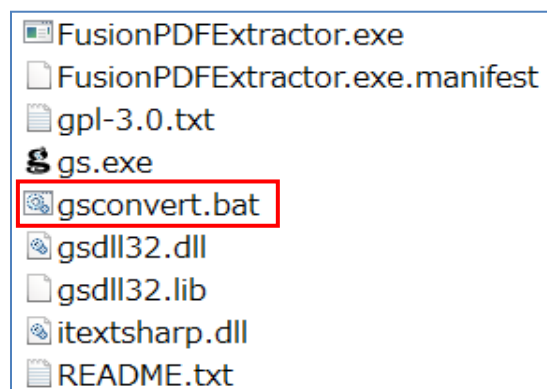 FusionPDFExtractor.exe
FusionPDFExtractor.exe.manifest
gpl-3.0.txt
gs.exe
gsconvert.bat
gsdll32.dll
gsdll32.lib
itextsharp.dll
README.txt